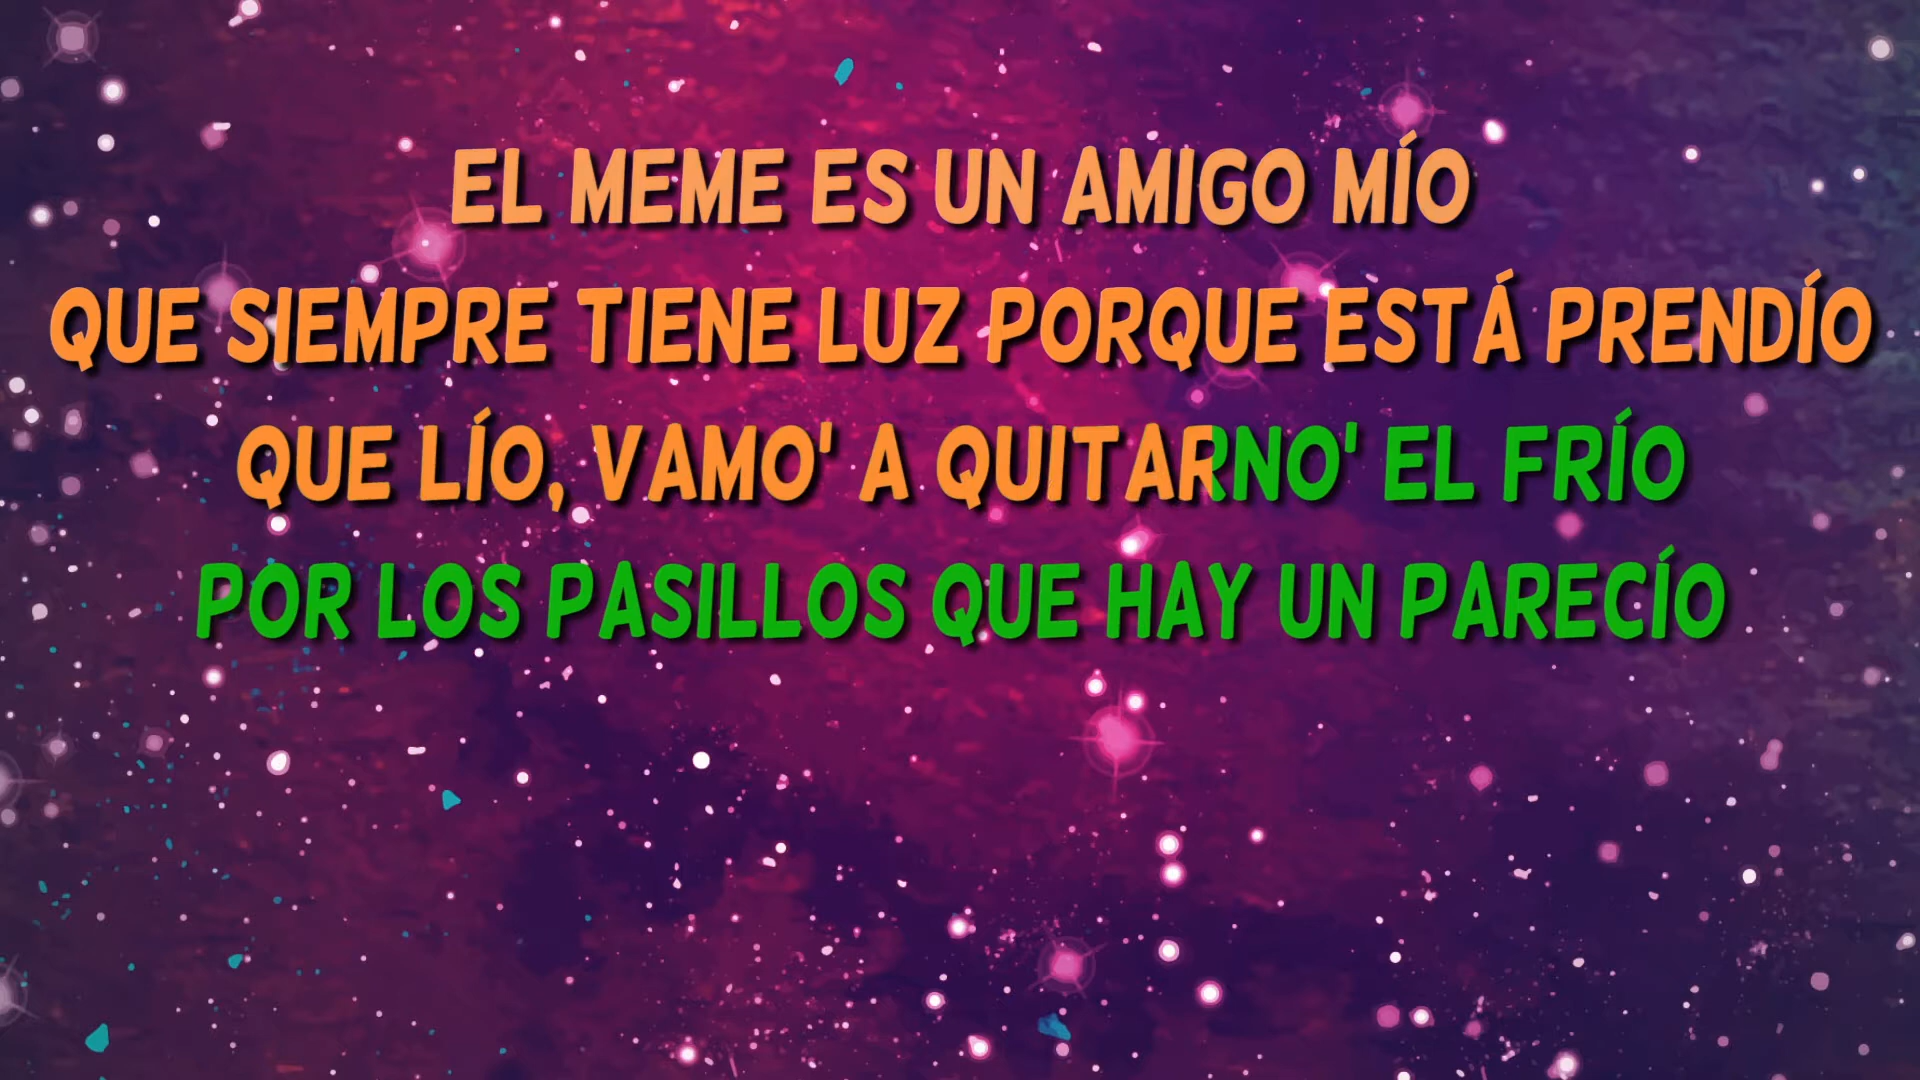 EL MEME ES UN AMIGO MÍO
QUE SIEMPRE TIENE LUZ PORQUE ESTÁ PRENDÍO
QUE LÍO, VAMO' A QUITARNO' EL FRÍO
POR LOS PASILLOS QUE HAY UN PARECÍO